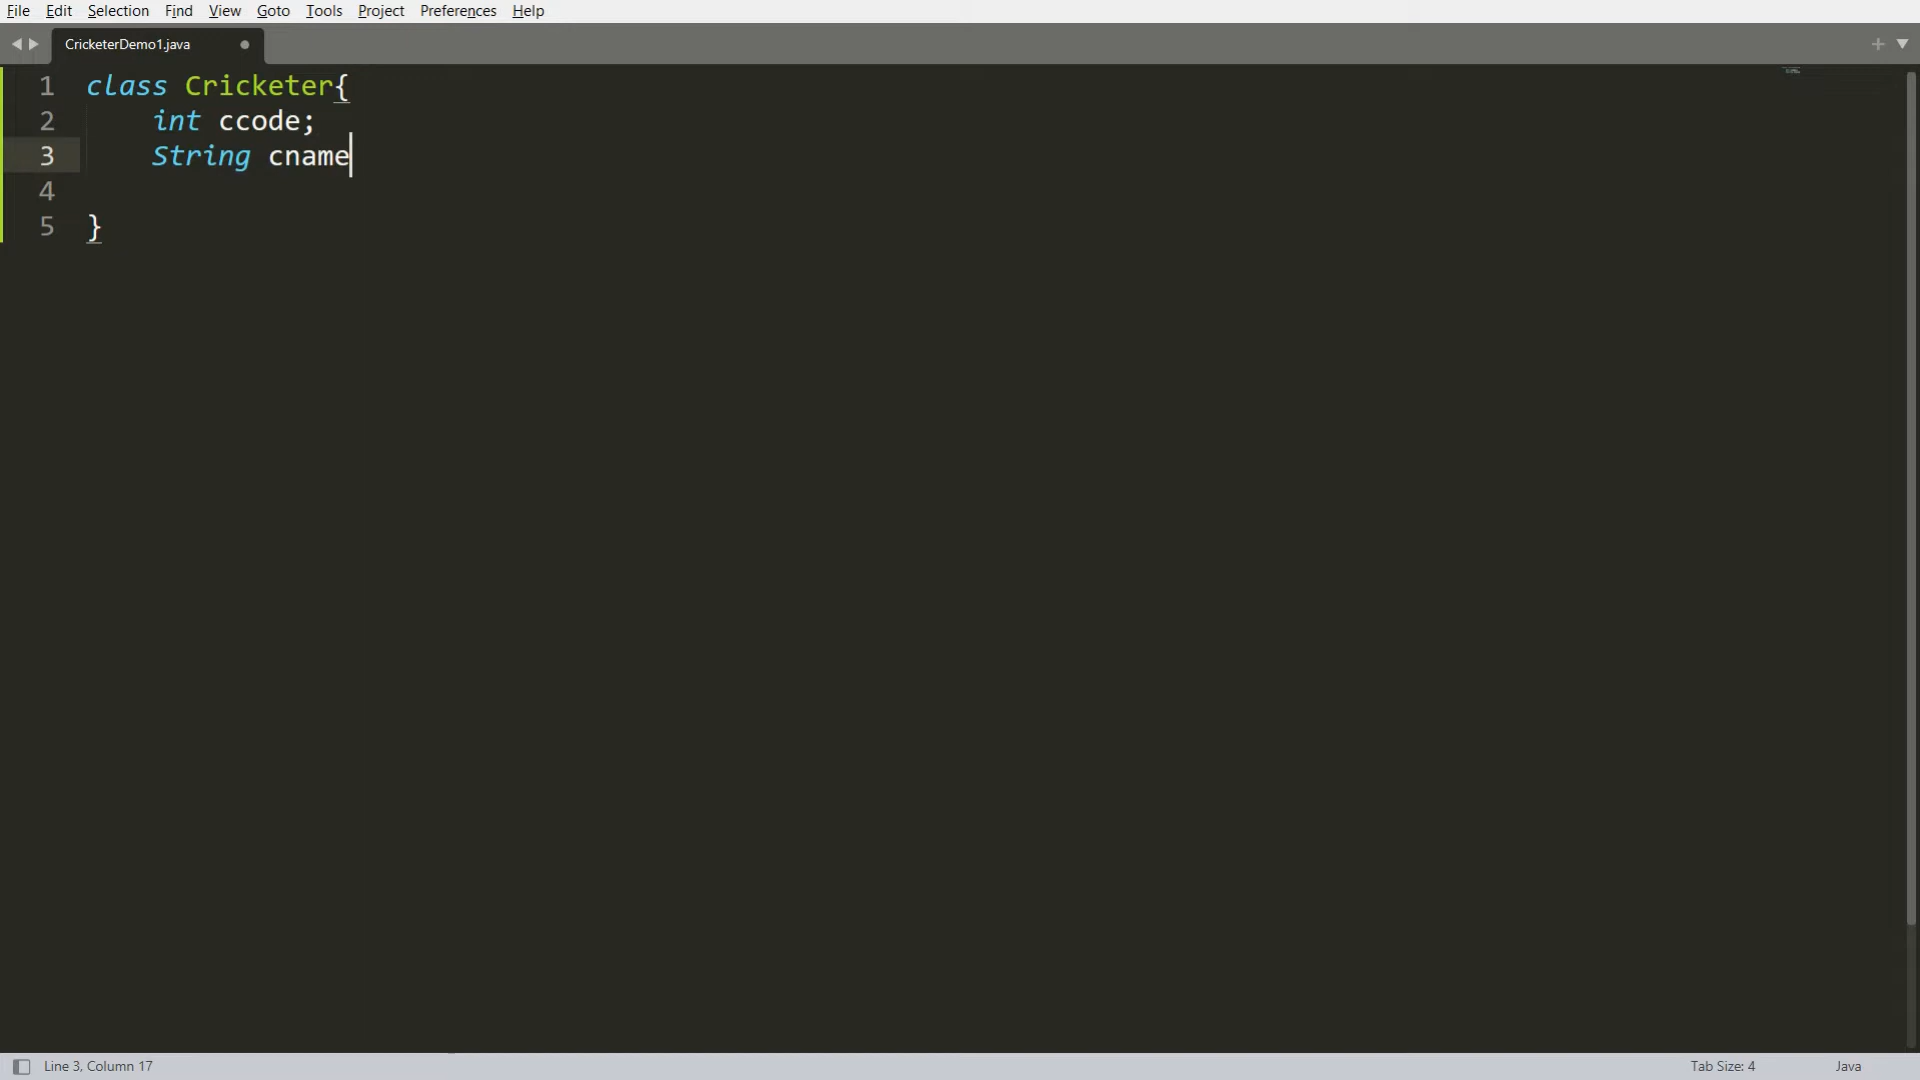 File Edit Selection Find View Goto Tools Project Preferences Help
CricketerDemo1.java
1 class Cricketer{
2     int ccode;
3     String cname
4
5 }
Line 3, Column 17 Tab Size: 4 Java